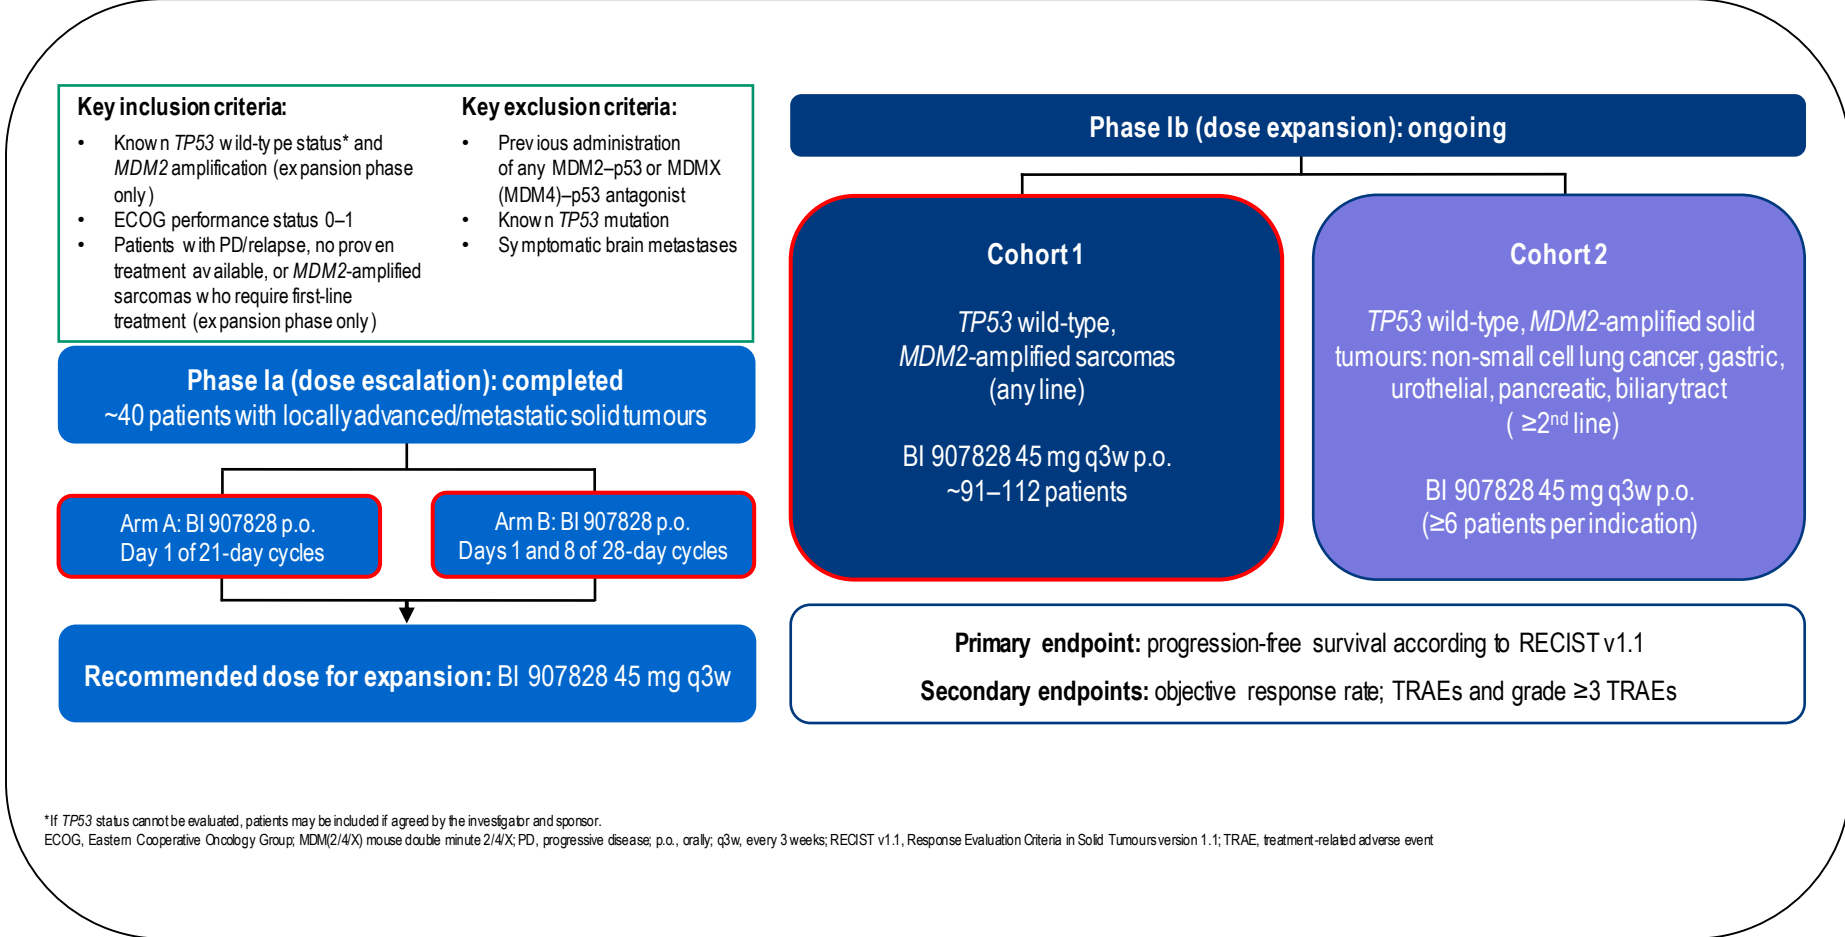 Key inclusion criteria:
• Known TP53 wild-type status* and
MDM2 amplification (expansion phase
only)
• ECOG performance status 0–1
• Patients with PD/relapse, no proven
treatment available, or MDM2-amplified
sarcomas who require first-line
treatment (expansion phase only)
Key exclusion criteria:
• Previous administration
of any MDM2–p53 or MDMX
(MDM4)–p53 antagonist
• Known TP53 mutation
• Symptomatic brain metastases
Phase Ia (dose escalation): completed
~40 patients with locally advanced/metastatic solid tumours
Arm A: BI 907828 p.o.
Day 1 of 21-day cycles
Arm B: BI 907828 p.o.
Days 1 and 8 of 28-day cycles
Recommended dose for expansion: BI 907828 45 mg q3w
Phase Ib (dose expansion): ongoing
Cohort 1
TP53 wild-type,
MDM2-amplified sarcomas
(any line)
BI 907828 45 mg q3w p.o.
~91–112 patients
Cohort 2
TP53 wild-type, MDM2-amplified solid
tumours: non-small cell lung cancer, gastric,
urothelial, pancreatic, biliary tract
( ≥2nd line)
BI 907828 45 mg q3w p.o.
(≥6 patients per indication)
Primary endpoint: progression-free survival according to RECIST v1.1
Secondary endpoints: objective response rate; TRAEs and grade ≥3 TRAEs
*If TP53 status cannot be evaluated, patients may be included if agreed by the investigator and sponsor.
ECOG, Eastern Cooperative Oncology Group; MDM(2/4/X) mouse double minute 2/4/X; PD, progressive disease; p.o., orally; q3w, every 3 weeks; RECIST v1.1, Response Evaluation Criteria in Solid Tumours version 1.1; TRAE, treatment-related adverse event